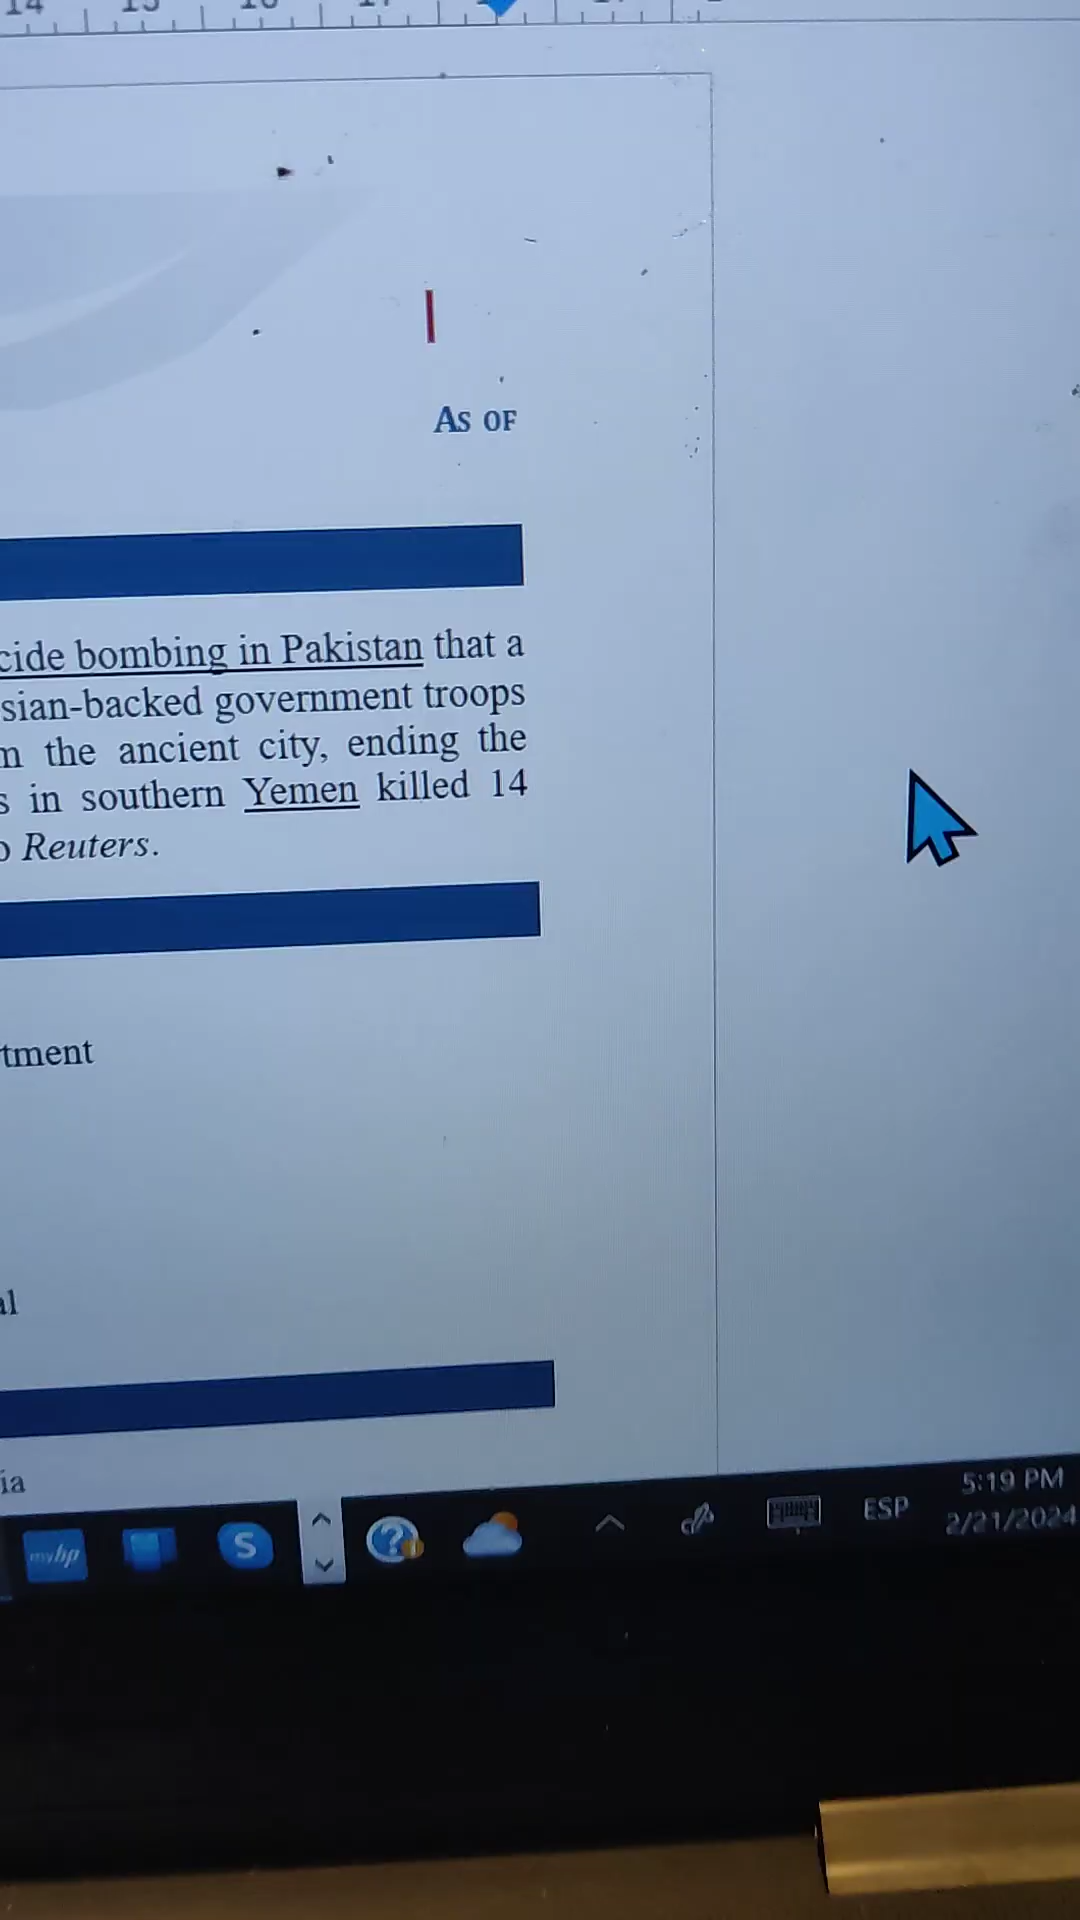 As of
cide bombing in Pakistan that a
sian-backed government troops
the ancient city, ending the
s in southern Yemen killed 14
Reuters.
tment
al
ia
myhp
S
?
ESP
5:19 PM
2/21/2024